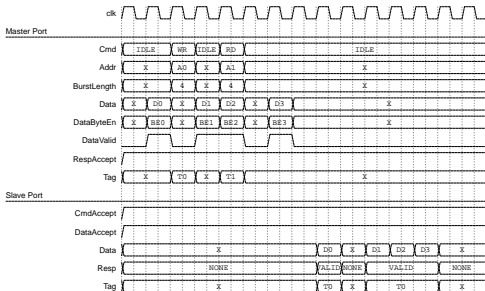 clk
Master Port
Cmd IDLE WR IDLE RD IDLE
Addr X A0 X A1 X
BurstLength X 4 X 4 X
Data X D0 X D1 D2 X D3 X
DataByteEn X BE0 X BE1 BE2 X BE3 X
DataValid
RespAccept
Tag X T0 X T1 X
Slave Port
CmdAccept
DataAccept
Data X D0 X D1 D2 D3 X
Resp NONE VALID NONE VALID NONE
Tag X T0 X T0 X